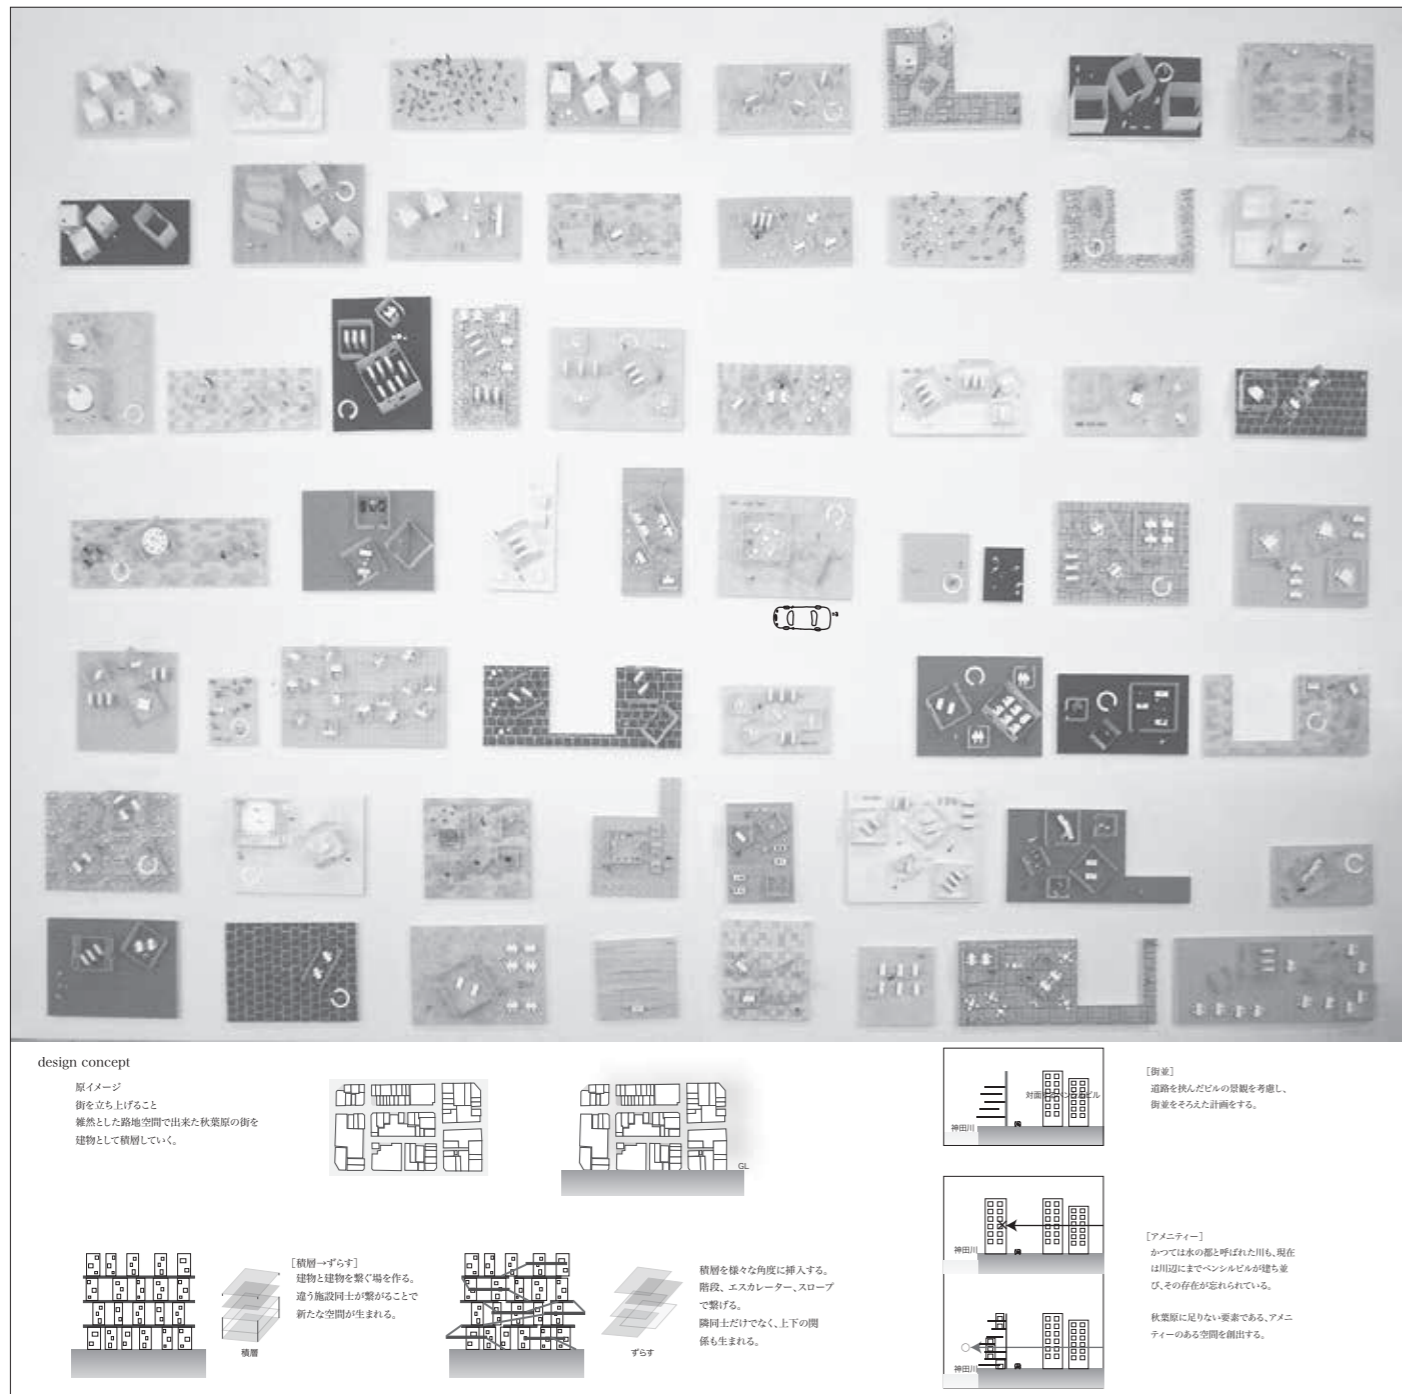 design concept
原イメージ
街を立ち上げること
雑然とした路地空間で出来た秋葉原の街を
建物として積層していく。
GL
[積層→ずらす]
建物と建物を繋ぐ場を作る。
違う施設同士が繋がることで
新たな空間が生まれる。
積層
積層を様々な角度に挿入する。
階段、エスカレーター、スロープ
で繋げる。
隣同士だけでなく、上下の関
係も生まれる。
ずらす
神田川
[街並]
道路を挟んだビルの景観を考慮し、
街並をそろえた計画をする。
神田川
神田川
[アメニティー]
かつては水の都と呼ばれた川も、現在
は川辺にまでペンシルビルが建ち並
び、その存在が忘れられている。
秋葉原に足りない要素である、アメニ
ティーのある空間を創出する。